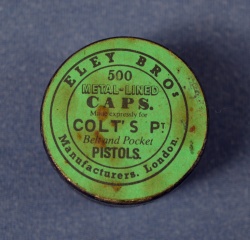 ELEY BROS
500
METAL-LINED
CAPS.
Made expressly for
COLT'S PT
Belt and Pocket
PISTOLS.
Manufacturers. London.